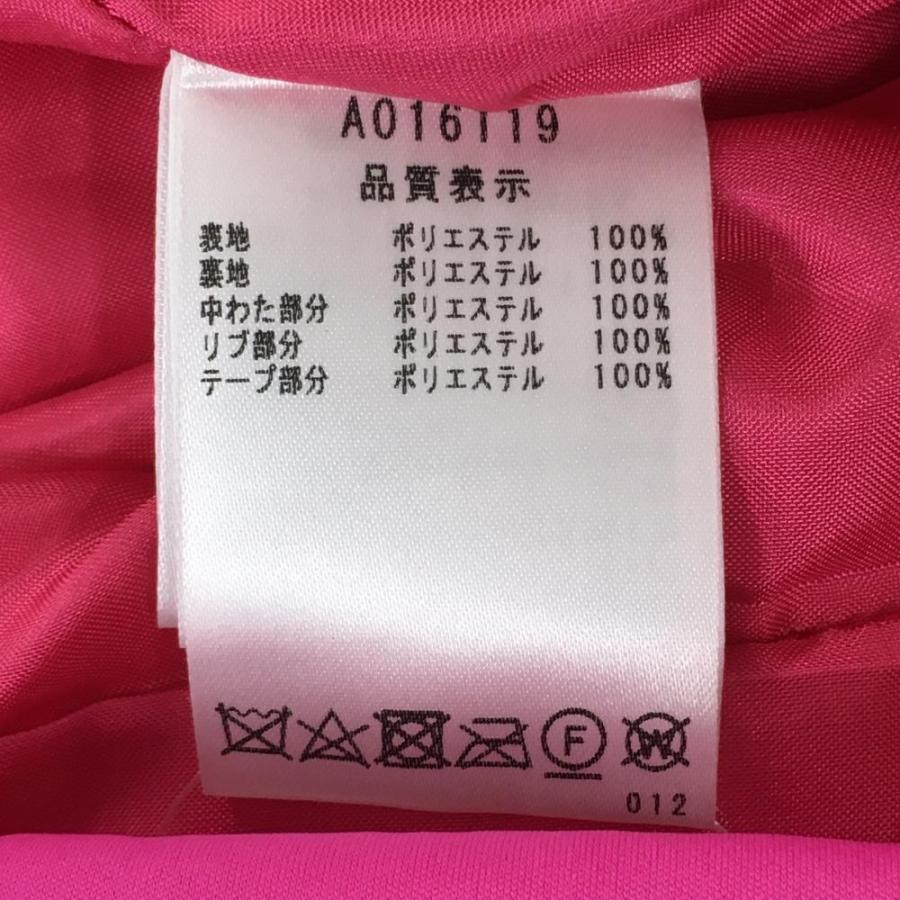 A016119
品質表示
表地 ポリエステル 100%
裏地 ポリエステル 100%
中わた部分 ポリエステル 100%
リブ部分 ポリエステル 100%
テープ部分 ポリエステル 100%
F W
012